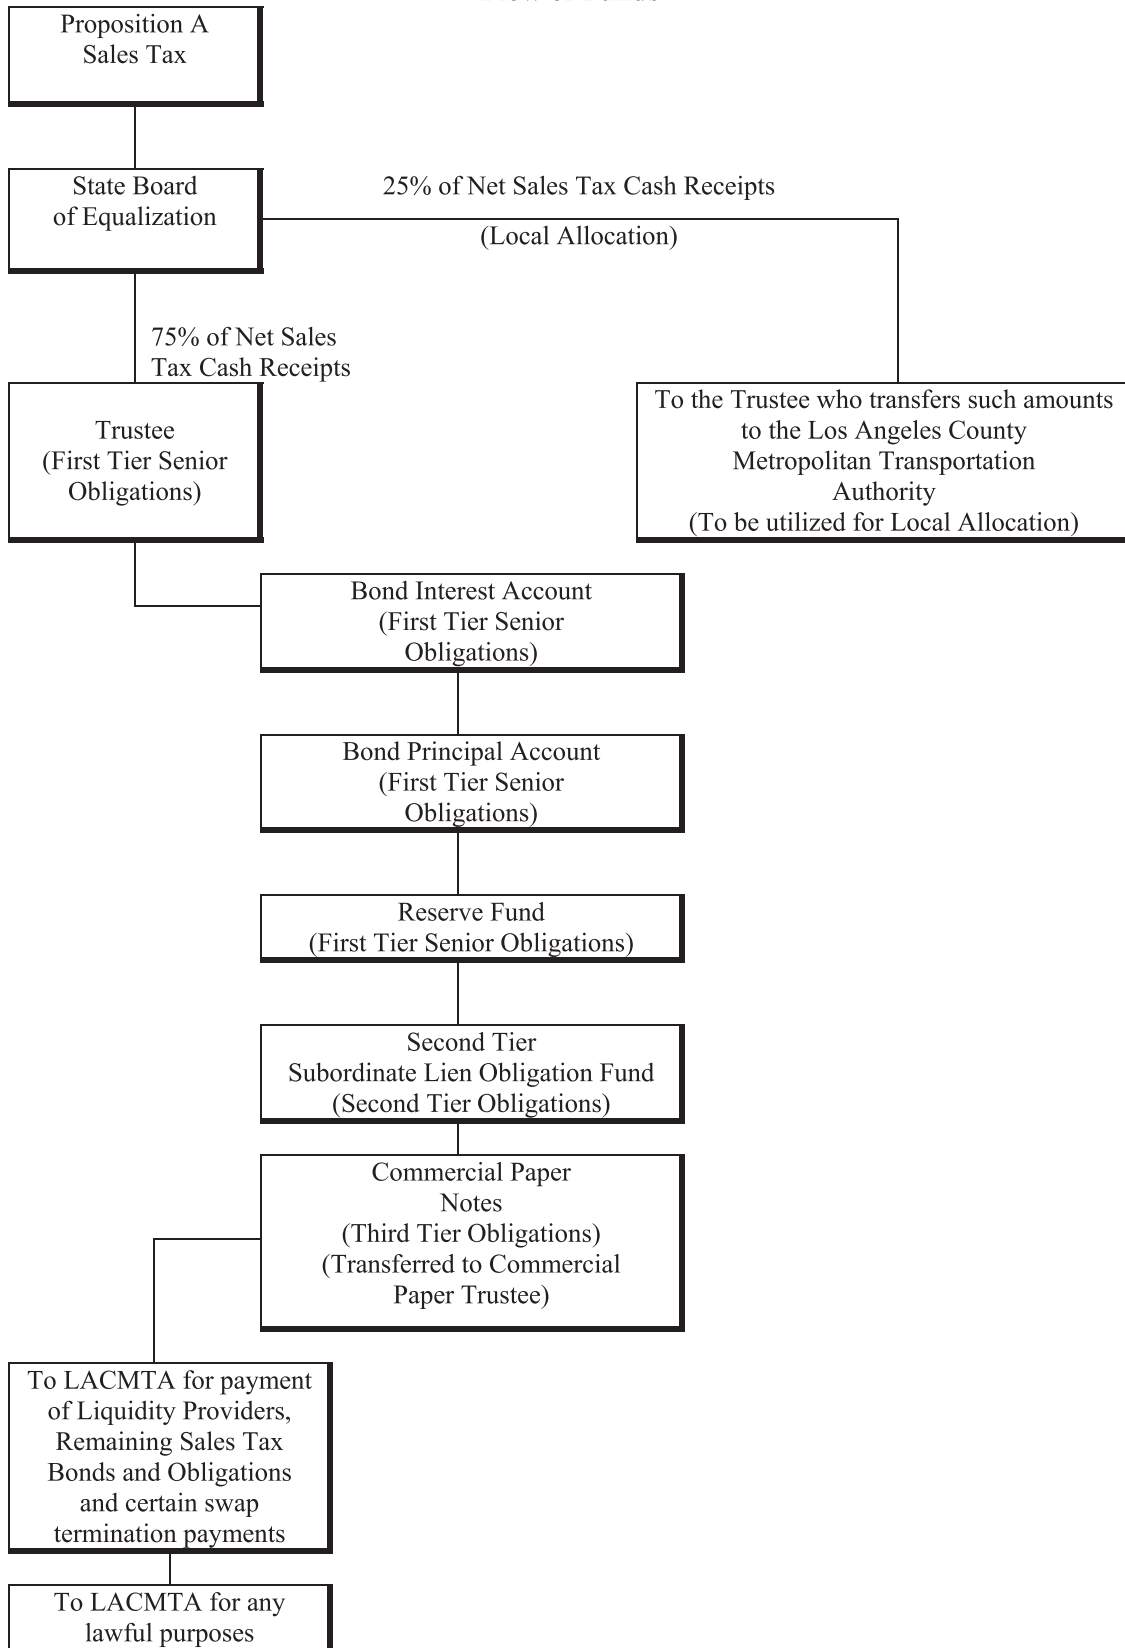 Proposition A
Sales Tax
State Board
of Equalization
25% of Net Sales Tax Cash Receipts
(Local Allocation)
75% of Net Sales
Tax Cash Receipts
Trustee
(First Tier Senior
Obligations)
To the Trustee who transfers such amounts
to the Los Angeles County
Metropolitan Transportation
Authority
(To be utilized for Local Allocation)
Bond Interest Account
(First Tier Senior
Obligations)
Bond Principal Account
(First Tier Senior
Obligations)
Reserve Fund
(First Tier Senior Obligations)
Second Tier
Subordinate Lien Obligation Fund
(Second Tier Obligations)
Commercial Paper
Notes
(Third Tier Obligations)
(Transferred to Commercial
Paper Trustee)
To LACMTA for payment
of Liquidity Providers,
Remaining Sales Tax
Bonds and Obligations
and certain swap
termination payments
To LACMTA for any
lawful purposes